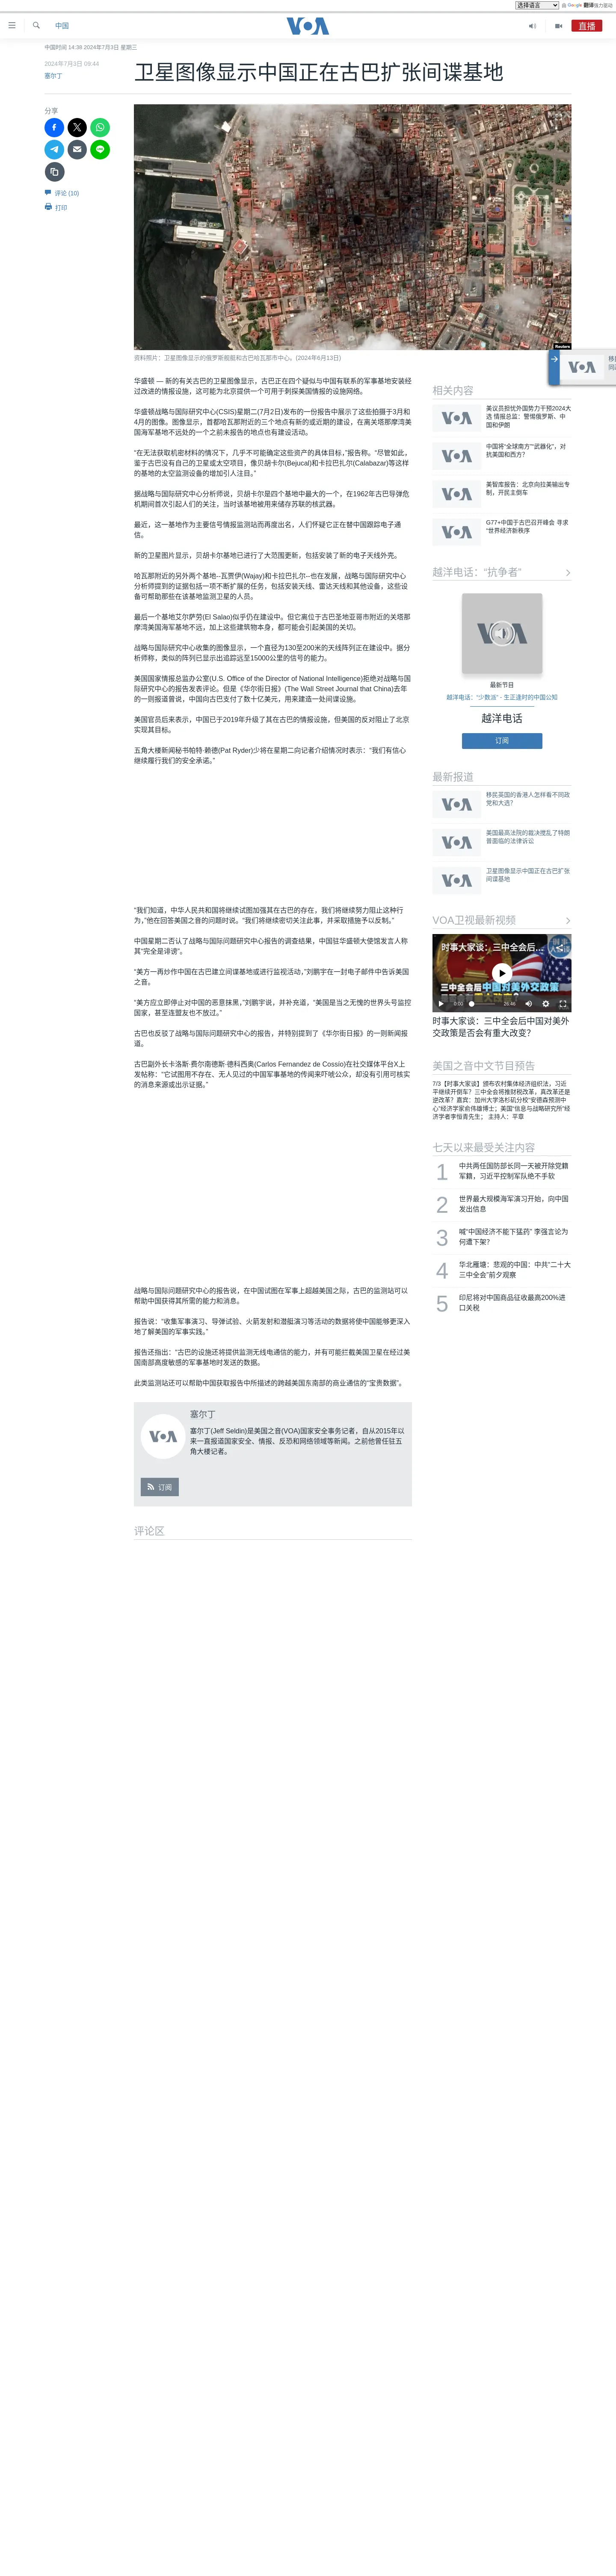 选择语言
由 Google 翻译强力驱动
中国
VOA
直播
中国时间 14:36 2024年7月3日 星期三
2024年7月3日 09:44
塞尔丁
卫星图像显示中国正在古巴扩张间谍基地
分享
评论 (10)
打印
Reuters
资料照片：卫星图像显示的俄罗斯舰艇和古巴哈瓦那市中心。(2024年6月13日)
华盛顿 — 新的有关古巴的卫星图像显示，古巴正在四个疑似与中国有联系的军事基地安装经
过改进的情报设施，这可能为北京提供一个可用于刺探美国情报的设施网络。
华盛顿战略与国际研究中心(CSIS)星期二(7月2日)发布的一份报告中展示了这些拍摄于3月和
4月的图像。图像显示，首都哈瓦那附近的三个地点有新的或近期的建设，在离关塔那摩湾美
国海军基地不远处的一个之前未报告的地点也有建设活动。
“在无法获取机密材料的情况下，几乎不可能确定这些资产的具体目标，”报告称。“尽管如此，
鉴于古巴没有自己的卫星或太空项目，像贝胡卡尔(Bejucal)和卡拉巴扎尔(Calabazar)等这样
的基地的太空监测设备的增加引人注目。”
据战略与国际研究中心分析师说，贝胡卡尔是四个基地中最大的一个，在1962年古巴导弹危
机期间首次引起人们的关注，当时该基地被用来储存苏联的核武器。
最近，这一基地作为主要信号情报监测站而再度出名，人们怀疑它正在替中国跟踪电子通
信。
新的卫星图片显示，贝胡卡尔基地已进行了大范围更新，包括安装了新的电子天线外壳。
哈瓦那附近的另外两个基地--瓦贾伊(Wajay)和卡拉巴扎尔--也在发展，战略与国际研究中心
分析师提到的证据包括一项不断扩展的任务，包括安装天线、雷达天线和其他设备，这些设
备可帮助那些在该基地监测卫星的人员。
最后一个基地艾尔萨劳(El Salao)似乎仍在建设中。但它离位于古巴圣地亚哥市附近的关塔那
摩湾美国海军基地不远，加上这些建筑物本身，都可能会引起美国的关切。
战略与国际研究中心收集的图像显示，一个直径为130至200米的天线阵列正在建设中。据分
析师称，类似的阵列已显示出追踪远至15000公里的信号的能力。
美国国家情报总监办公室(U.S. Office of the Director of National Intelligence)拒绝对战略与国
际研究中心的报告发表评论。但是《华尔街日报》(The Wall Street Journal that China)去年
的一则报道曾说，中国向古巴支付了数十亿美元，用来建造一处间谍设施。
美国官员后来表示，中国已于2019年升级了其在古巴的情报设施，但美国的反对阻止了北京
实现其目标。
五角大楼新闻秘书帕特·赖德(Pat Ryder)少将在星期二向记者介绍情况时表示：“我们有信心
继续履行我们的安全承诺。”
“我们知道，中华人民共和国将继续试图加强其在古巴的存在，我们将继续努力阻止这种行
为，”他在回答美国之音的问题时说。“我们将继续密切关注此事，并采取措施予以反制。”
中国星期二否认了战略与国际问题研究中心报告的调查结果，中国驻华盛顿大使馆发言人称
其“完全是诽谤”。
“美方一再炒作中国在古巴建立间谍基地或进行监视活动，”刘鹏宇在一封电子邮件中告诉美国
之音。
“美方应立即停止对中国的恶意抹黑，”刘鹏宇说，并补充道，“美国是当之无愧的世界头号监控
国家，甚至连盟友也不放过。”
古巴也反驳了战略与国际问题研究中心的报告，并特别提到了《华尔街日报》的一则新闻报
道。
古巴副外长卡洛斯·费尔南德斯·德科西奥(Carlos Fernandez de Cossío)在社交媒体平台X上
发帖称：“它试图用不存在、无人见过的中国军事基地的传闻来吓唬公众，却没有引用可核实
的消息来源或出示证据。”
战略与国际问题研究中心的报告说，在中国试图在军事上超越美国之际，古巴的监测站可以
帮助中国获得其所需的能力和消息。
报告说：“收集军事演习、导弹试验、火箭发射和潜艇演习等活动的数据将使中国能够更深入
地了解美国的军事实践。”
报告还指出：“古巴的设施还将提供监测无线电通信的能力，并有可能拦截美国卫星在经过美
国南部高度敏感的军事基地时发送的数据。
此类监测站还可以帮助中国获取报告中所描述的跨越美国东南部的商业通信的“宝贵数据”。
VOA
塞尔丁
塞尔丁(Jeff Seldin)是美国之音(VOA)国家安全事务记者，自从2015年以
来一直报道国家安全、情报、反恐和网络领域等新闻。之前他曾任驻五
角大楼记者。
订阅
评论区
相关内容
VOA
美议员担忧外国势力干预2024大
选 情报总监：警惕俄罗斯、中
国和伊朗
VOA
中国将“全球南方”“武器化”，对
抗美国和西方?
VOA
美智库报告：北京向拉美输出专
制，开民主倒车
VOA
G77+中国于古巴召开峰会 寻求
“世界经济新秩序
越洋电话：“抗争者”
VOA
最新节目
越洋电话：“少数派” - 生正逢时的中国公知
越洋电话
订阅
最新报道
VOA
移民英国的香港人怎样看不同政
党和大选？
VOA
美国最高法院的裁决搅乱了特朗
普面临的法律诉讼
VOA
卫星图像显示中国正在古巴扩张
间谍基地
VOA卫视最新视频
时事大家谈：三中全会后...
三中全会后中国对美外交政策
0:00
26:46
时事大家谈：三中全会后中国对美外
交政策是否会有重大改变?
美国之音中文节目预告
7/3【时事大家谈】颁布农村集体经济组织法，习近
平继续开倒车？三中全会将推财税改革，真改革还是
逆改革？嘉宾：加州大学洛杉矶分校“安德森预测中
心”经济学家俞伟雄博士；美国“信息与战略研究所”经
济学者李恒青先生； 主持人：平章
七天以来最受关注内容
1
中共两任国防部长同一天被开除党籍
军籍，习近平控制军队绝不手软
2
世界最大规模海军演习开始，向中国
发出信息
3
喊“中国经济不能下猛药” 李强言论为
何遭下架?
4
华北雁塘：悲观的中国：中共“二十大
三中全会”前夕观察
5
印尼将对中国商品征收最高200%进
口关税
VOA